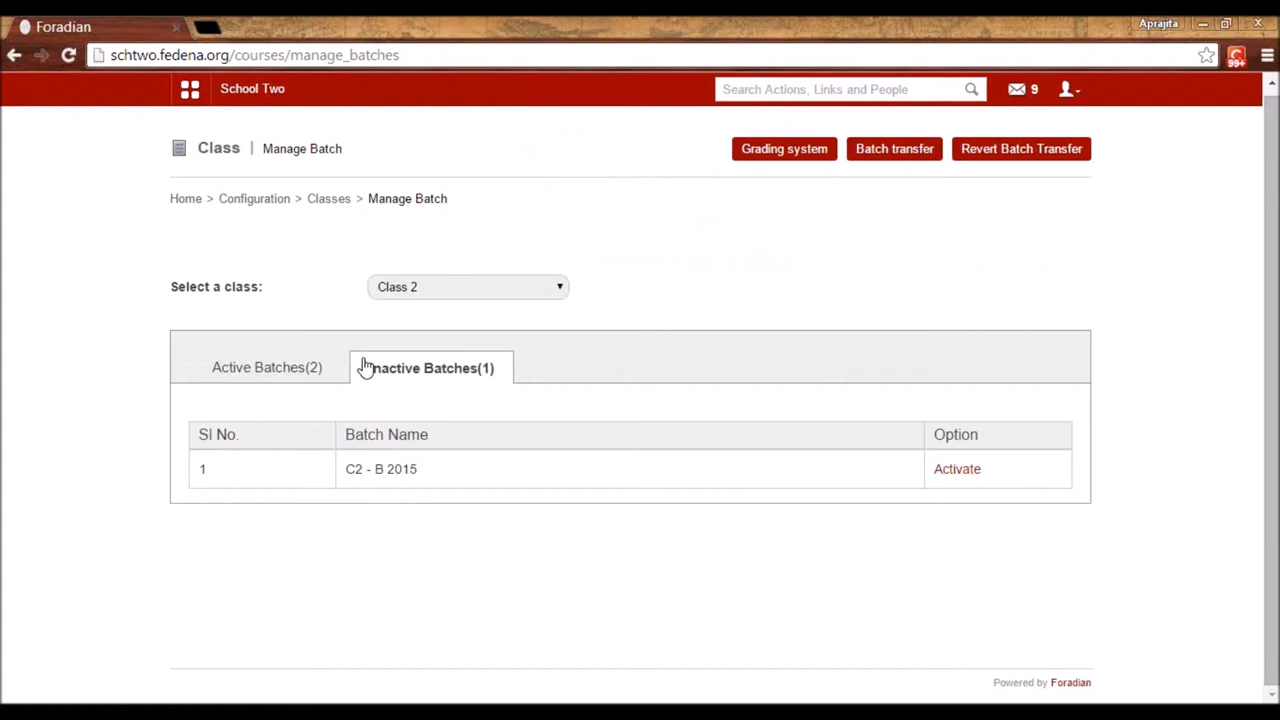 Foradian
Aprajita
schtwo.fedena.org/courses/manage_batches
99+
School Two
Search Actions, Links and People
9
Class | Manage Batch
Grading system
Batch transfer
Revert Batch Transfer
Home > Configuration > Classes > Manage Batch
Select a class:
Class 2
Active Batches(2)
Inactive Batches(1)
Sl No.
Batch Name
Option
1
C2 - B 2015
Activate
Powered by Foradian